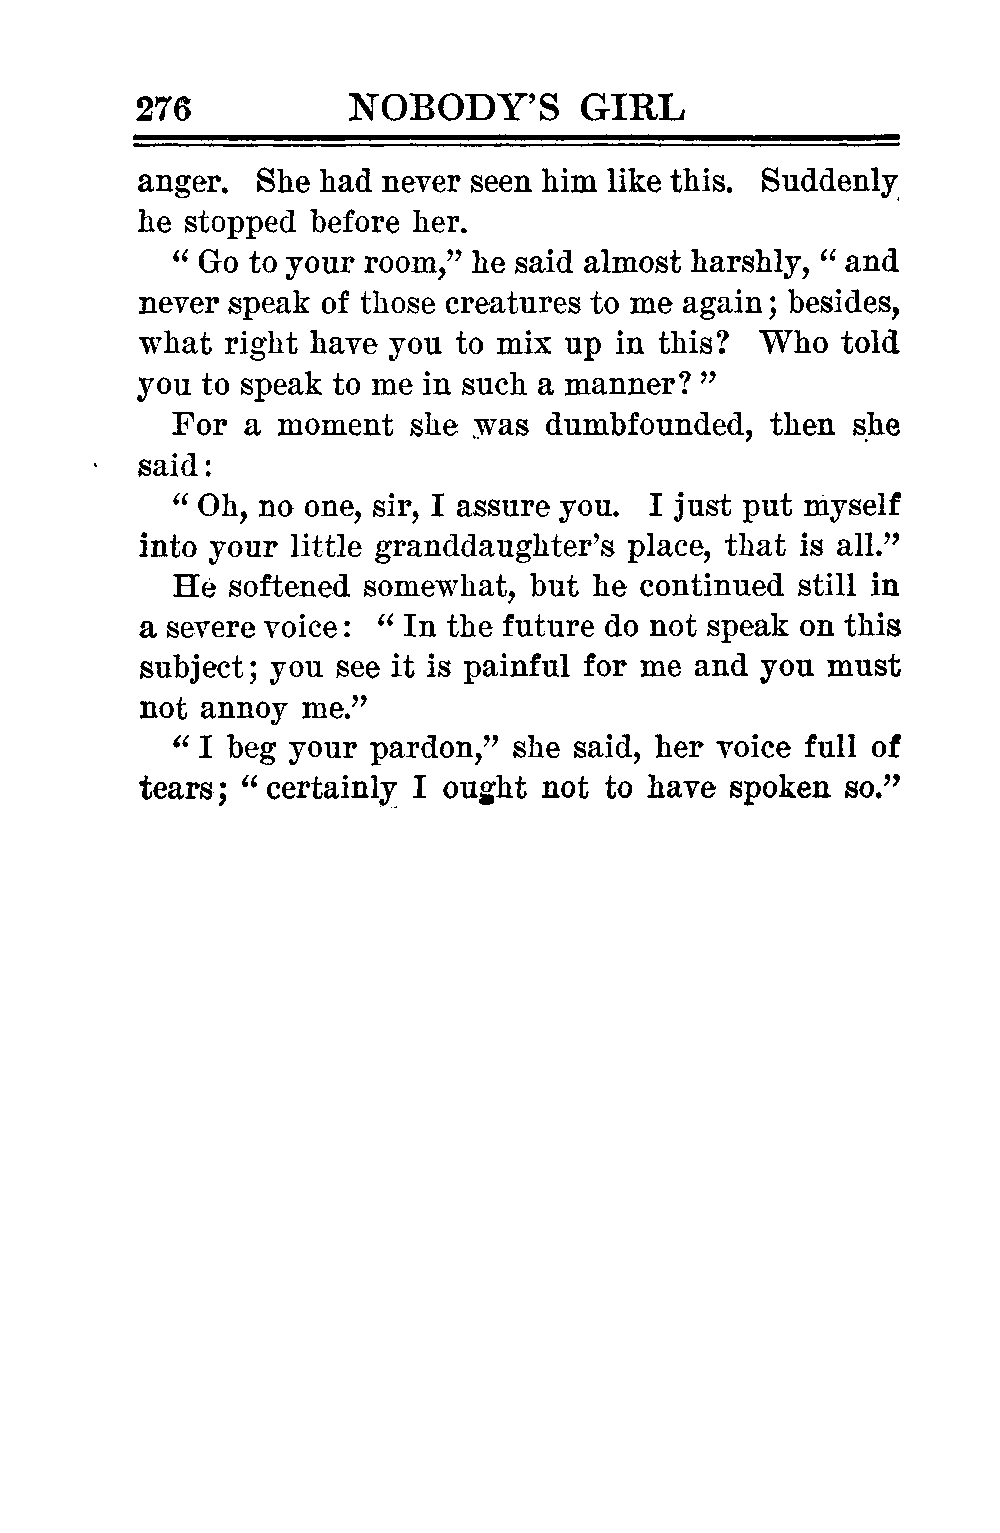 276 NOBODY'S GIRL
anger. She had never seen him like this. Suddenly
he stopped before her.
“ Go to your room,” he said almost harshly, “ and
never speak of those creatures to me again; besides,
what right have you to mix up in this? Who told
you to speak to me in such a manner? ”
For a moment she was dumbfounded, then she
said:
“ Oh, no one, sir, I assure you. I just put myself
into your little granddaughter's place, that is all.”
He softened somewhat, but he continued still in
a severe voice: “ In the future do not speak on this
subject; you see it is painful for me and you must
not annoy me.”
“ I beg your pardon,” she said, her voice full of
tears; “ certainly I ought not to have spoken so.”